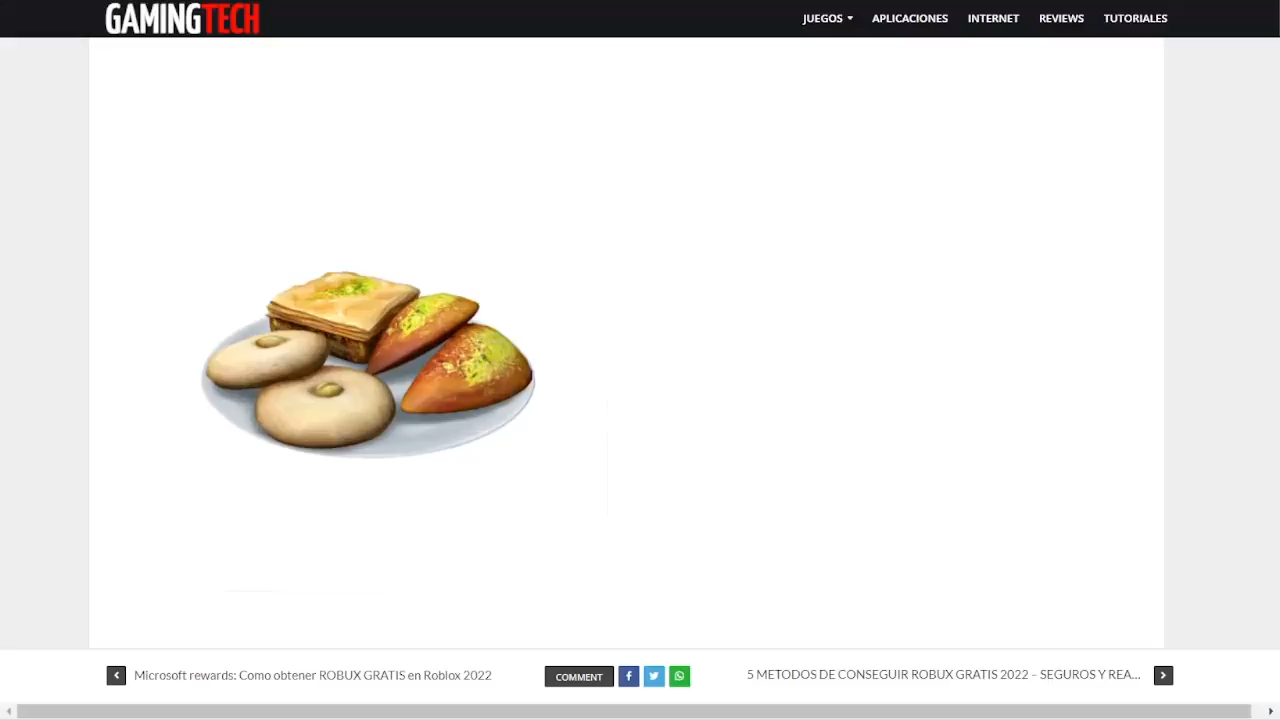 GAMINGTECH
JUEGOS APLICACIONES INTERNET REVIEWS TUTORIALES
Microsoft rewards: Como obtener ROBUX GRATIS en Roblox 2022
COMMENT
5 METODOS DE CONSEGUIR ROBUX GRATIS 2022 – SEGUROS Y REA...